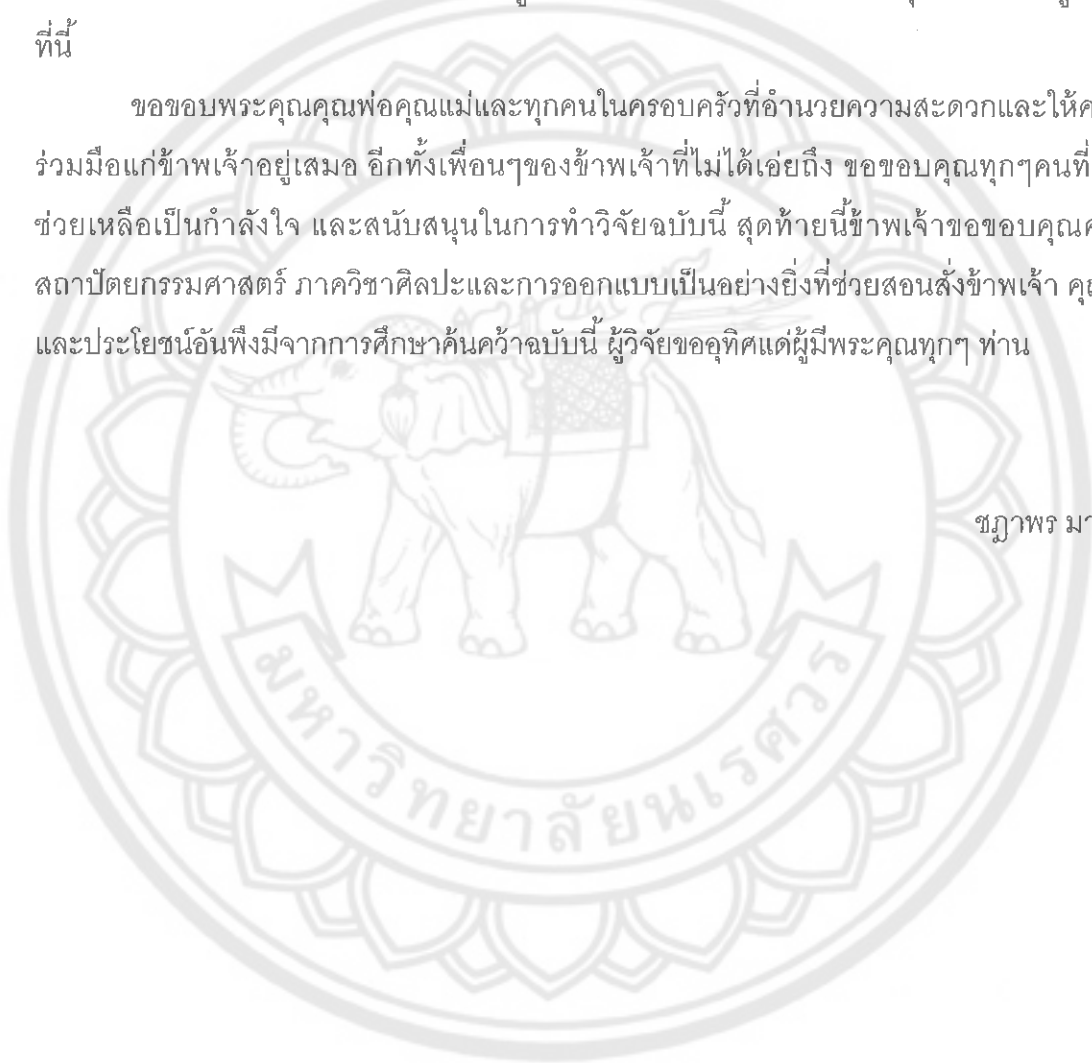 ที่นี้
ขอขอบพระคุณคุณพ่อคุณแม่และทุกคนในครอบครัวที่อำนวยความสะดวกและให้ค
ร่วมมือแก่ข้าพเจ้าอยู่เสมอ อีกทั้งเพื่อนๆของข้าพเจ้าที่ไม่ได้เอ่ยถึง ขอขอบคุณทุกๆคนที่
ช่วยเหลือเป็นกำลังใจ และสนับสนุนในการทำวิจัยฉบับนี้ สุดท้ายนี้ข้าพเจ้าขอขอบคุณค
สถาปัตยกรรมศาสตร์ ภาควิชาศิลปะและการออกแบบเป็นอย่างยิ่งที่ช่วยสอนสั่งข้าพเจ้า คุณ
และประโยชน์อันพึงมีจากการศึกษาค้นคว้าฉบับนี้ ผู้วิจัยขออุทิศแด่ผู้มีพระคุณทุกๆ ท่าน
ชฎาพร มา
มหาวิทยาลัยนเรศวร